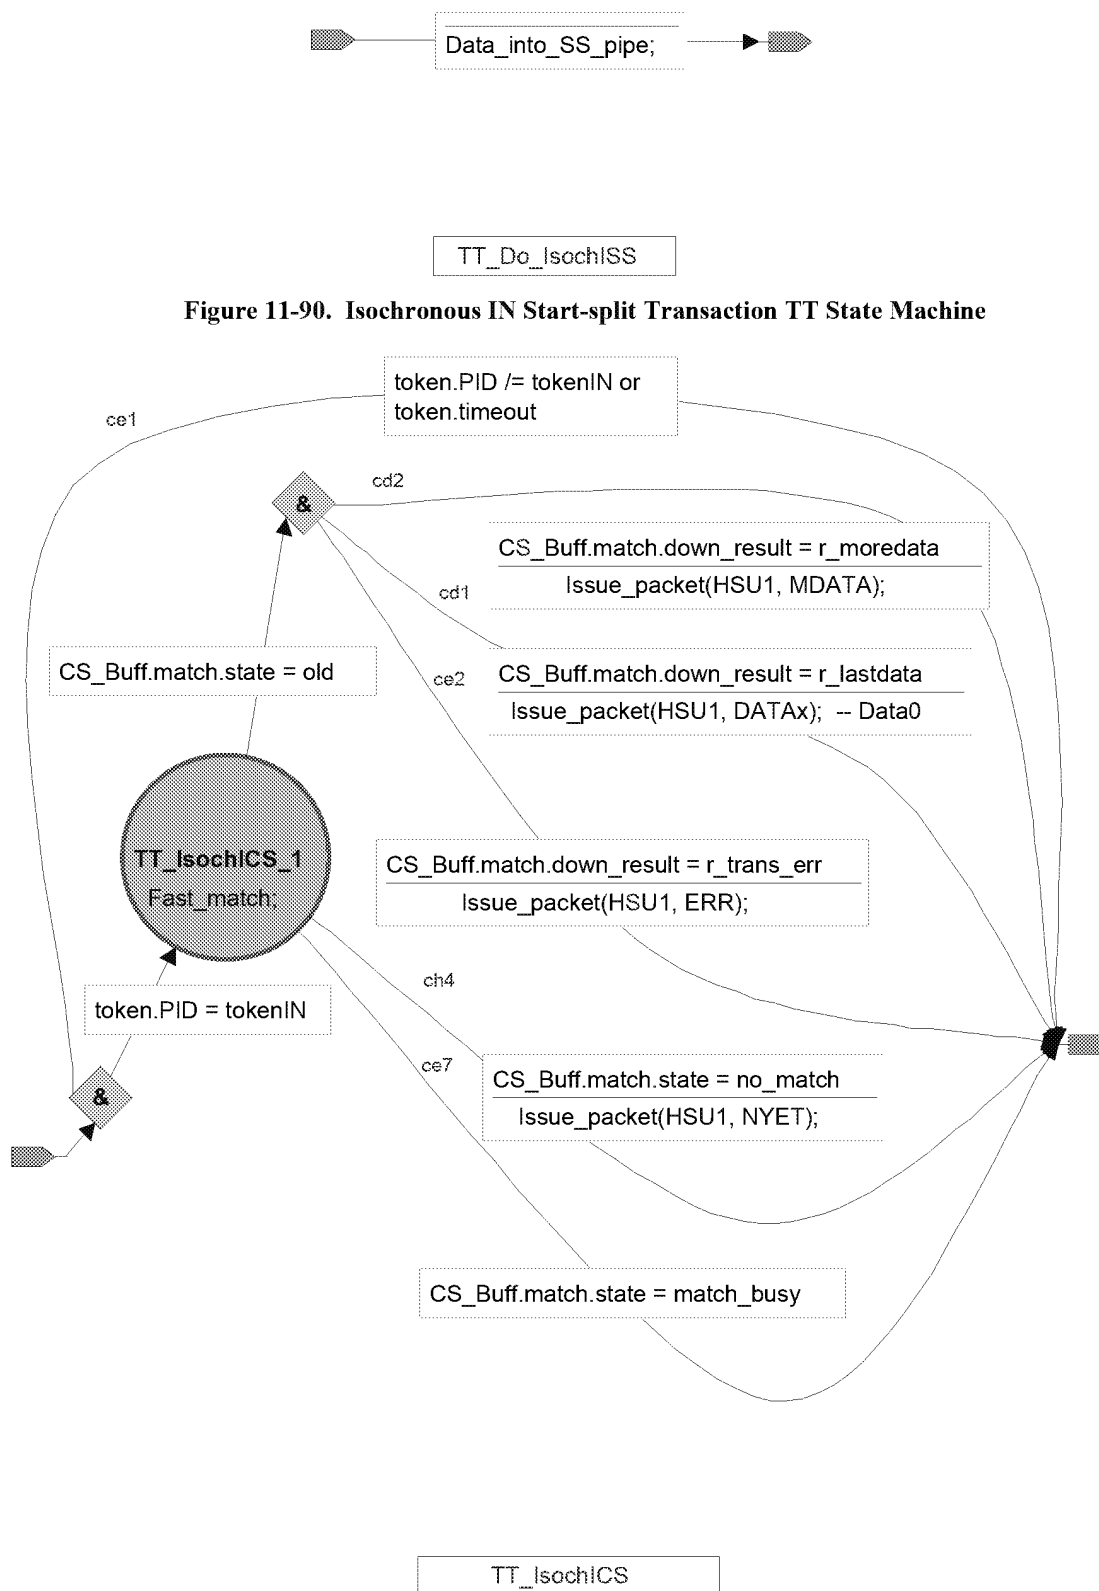 Data_into_SS_pipe;
TT_Do_IsochISS
Figure 11-90. Isochronous IN Start-split Transaction TT State Machine
token.PID /= tokenIN or
token.timeout
ce1
cd2
&
CS_Buff.match.down_result = r_moredata
Issue_packet(HSU1, MDATA);
cd1
CS_Buff.match.state = old
ce2
CS_Buff.match.down_result = r_lastdata
Issue_packet(HSU1, DATAx); -- Data0
TT_IsochICS_1
Fast_match;
CS_Buff.match.down_result = r_trans_err
Issue_packet(HSU1, ERR);
ch4
token.PID = tokenIN
ce7
CS_Buff.match.state = no_match
Issue_packet(HSU1, NYET);
&
CS_Buff.match.state = match_busy
TT_IsochICS